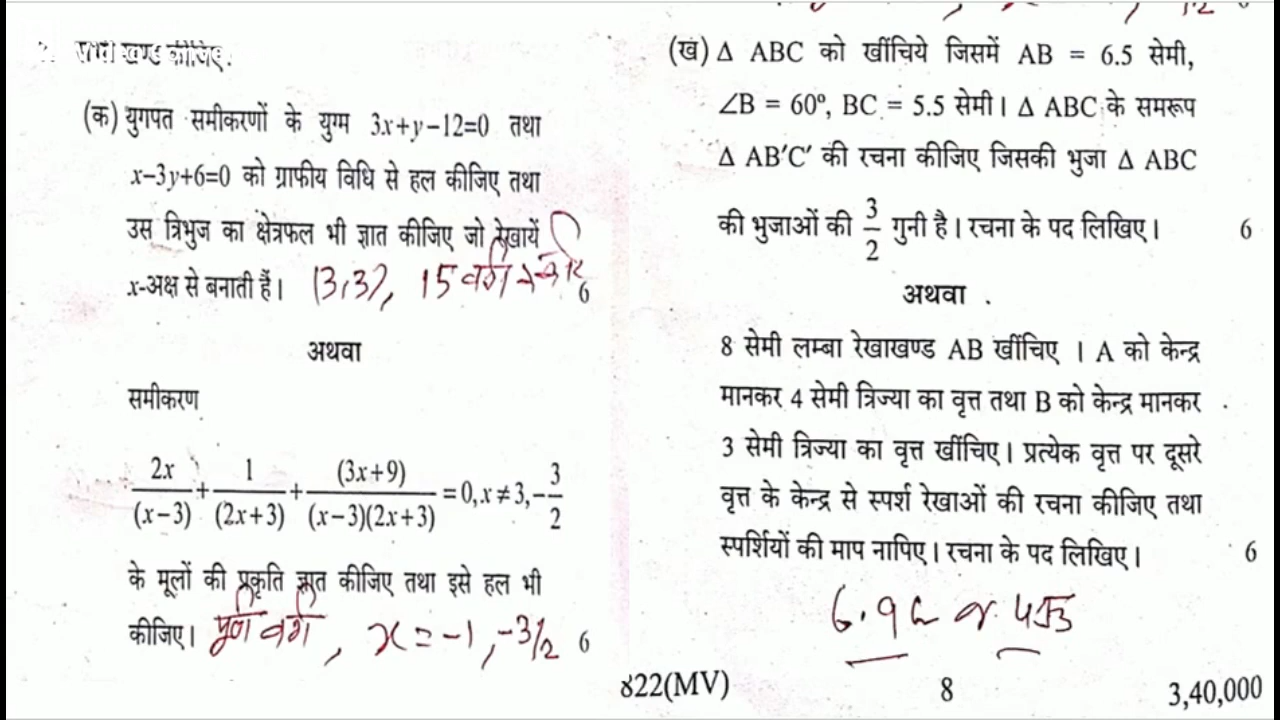 कीजिए।
(क) युगपत समीकरणों के युग्म 3x+y−12=0 तथा
x−3y+6=0 को ग्राफीय विधि से हल कीजिए तथा
उस त्रिभुज का क्षेत्रफल भी ज्ञात कीजिए जो रेखायें
x-अक्ष से बनाती हैं। (3,3), 15 वर्ग
6
अथवा
समीकरण
2x/(x−3) + 1/(2x+3) + (3x+9)/(x−3)(2x+3) = 0, x ≠ 3, −3/2
के मूलों की प्रकृति ज्ञात कीजिए तथा इसे हल भी
कीजिए। पूर्ण वर्ग, x = −1, −3/2 6
(ख) Δ ABC को खींचिये जिसमें AB = 6.5 सेमी,
∠B = 60º, BC = 5.5 सेमी। Δ ABC के समरूप
Δ AB′C′ की रचना कीजिए जिसकी भुजा Δ ABC
की भुजाओं की 3/2 गुनी है। रचना के पद लिखिए। 6
अथवा .
8 सेमी लम्बा रेखाखण्ड AB खींचिए । A को केन्द्र
मानकर 4 सेमी त्रिज्या का वृत्त तथा B को केन्द्र मानकर
3 सेमी त्रिज्या का वृत्त खींचिए। प्रत्येक वृत्त पर दूसरे
वृत्त के केन्द्र से स्पर्श रेखाओं की रचना कीजिए तथा
स्पर्शियों की माप नापिए। रचना के पद लिखिए। 6
822(MV) 8 3,40,000